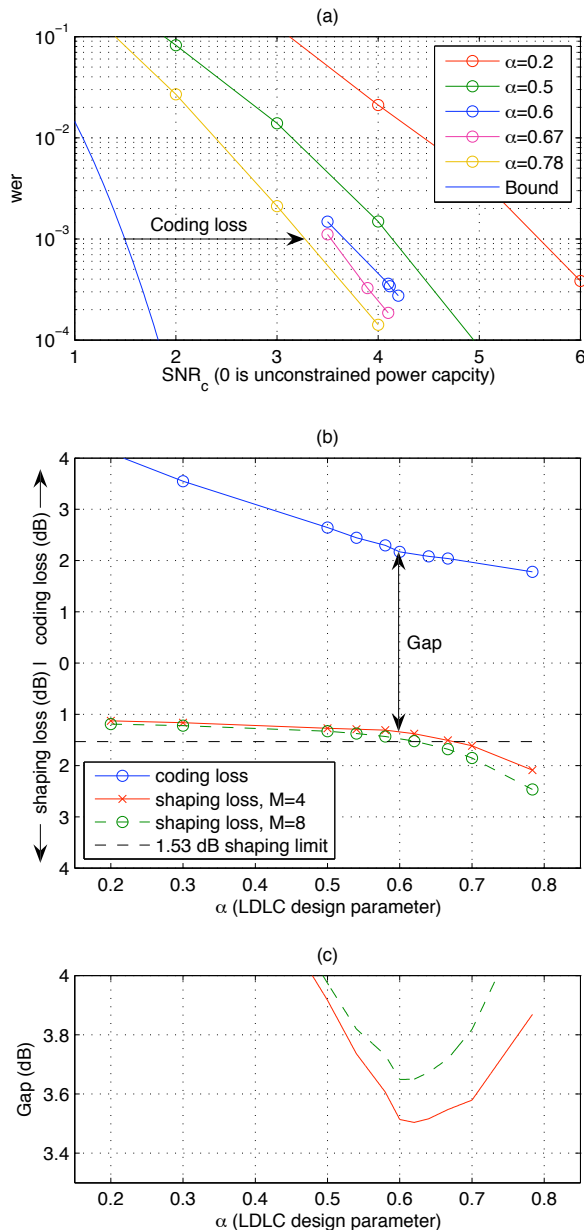 (a)
10⁻¹
10⁻²
10⁻³
10⁻⁴
wer
α=0.2
α=0.5
α=0.6
α=0.67
α=0.78
Bound
Coding loss
1 2 3 4 5 6
SNR_c (0 is unconstrained power capcity)
(b)
4
3
2
1
0
1
2
3
4
shaping loss (dB) | coding loss (dB)
Gap
coding loss
shaping loss, M=4
shaping loss, M=8
1.53 dB shaping limit
0.2 0.3 0.4 0.5 0.6 0.7 0.8
α (LDLC design parameter)
(c)
4
3.8
3.6
3.4
Gap (dB)
0.2 0.3 0.4 0.5 0.6 0.7 0.8
α (LDLC design parameter)